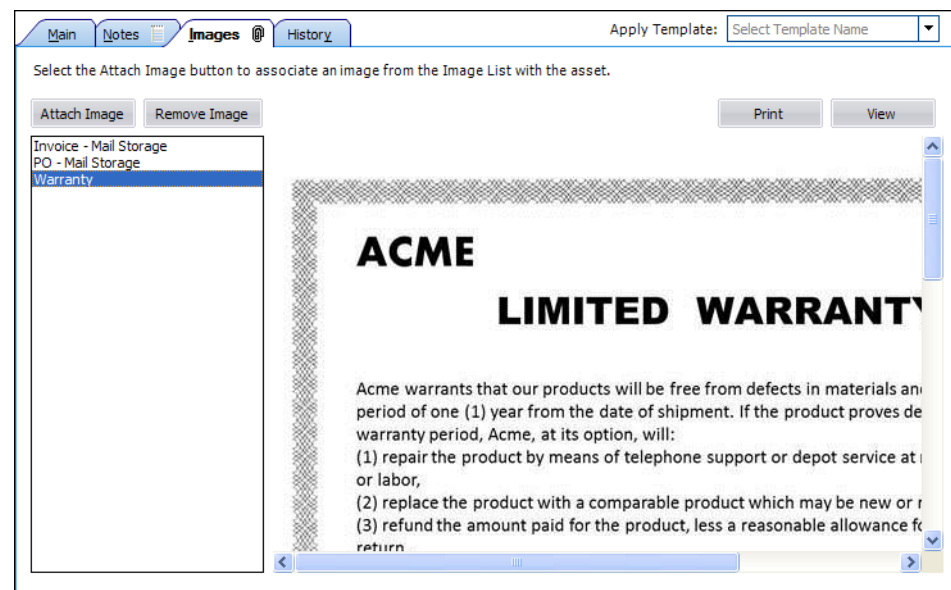 Main
Notes
Images
History
Apply Template:
Select Template Name
Select the Attach Image button to associate an image from the Image List with the asset.
Attach Image
Remove Image
Print
View
Invoice - Mail Storage
PO - Mail Storage
Warranty
ACME
LIMITED WARRANTY
Acme warrants that our products will be free from defects in materials and
period of one (1) year from the date of shipment. If the product proves de
warranty period, Acme, at its option, will:
(1) repair the product by means of telephone support or depot service at
or labor,
(2) replace the product with a comparable product which may be new or
(3) refund the amount paid for the product, less a reasonable allowance fo
return